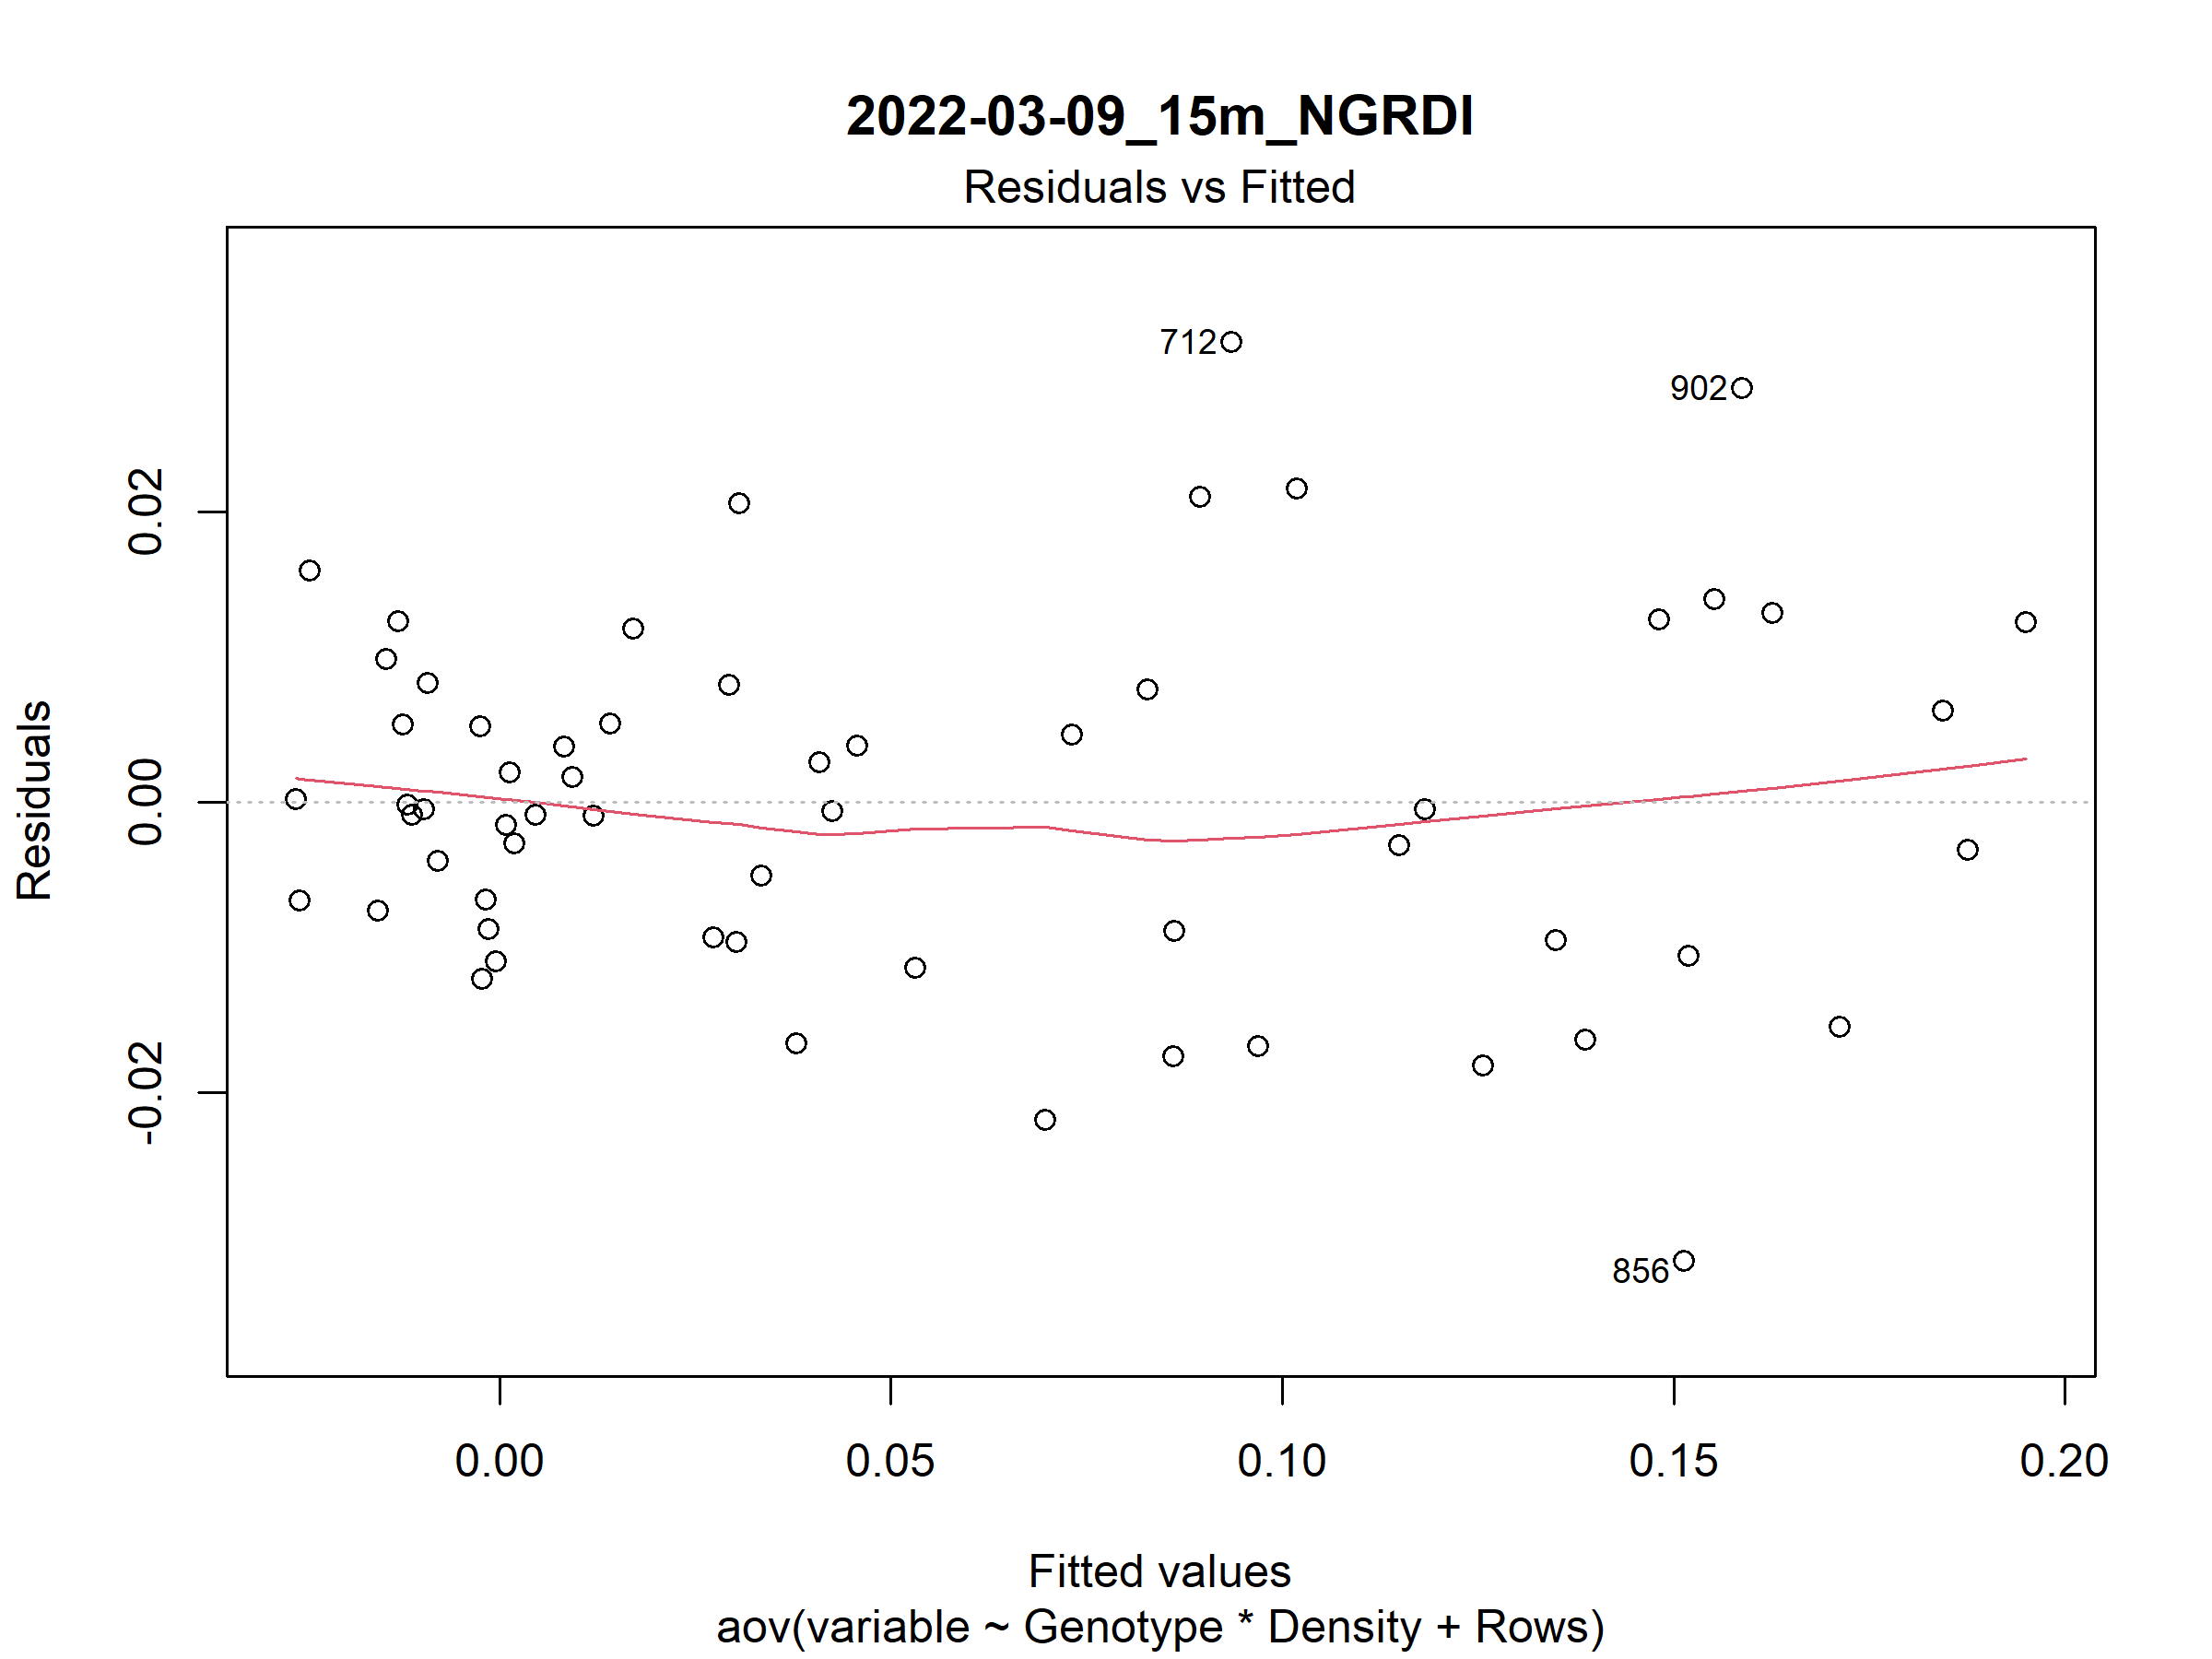 2022-03-09_15m_NGRDI
Residuals vs Fitted
712
902
856
0.02
0.00
-0.02
Residuals
0.00 0.05 0.10 0.15 0.20
Fitted values
aov(variable ~ Genotype * Density + Rows)